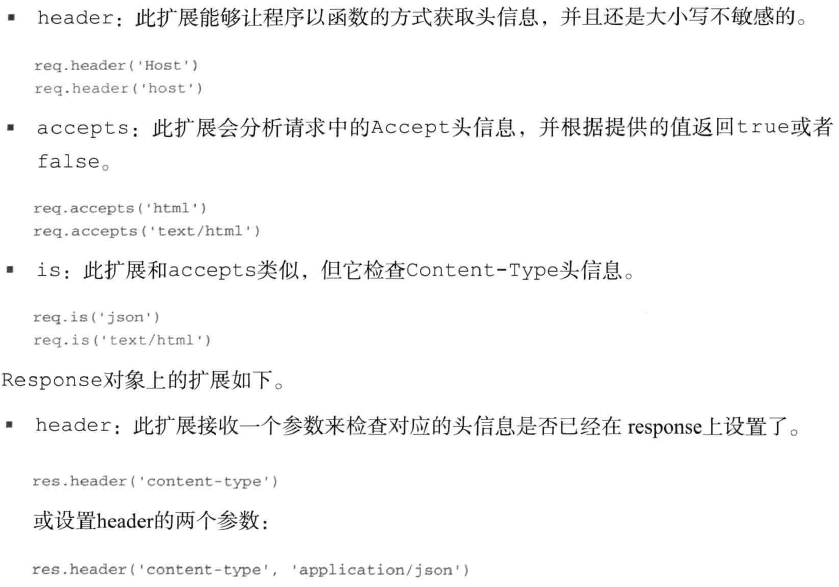 ▪ header：此扩展能够让程序以函数的方式获取头信息，并且还是大小写不敏感的。
req.header('Host')
req.header('host')
▪ accepts：此扩展会分析请求中的Accept头信息，并根据提供的值返回true或者
false。
req.accepts('html')
req.accepts('text/html')
▪ is：此扩展和accepts类似，但它检查Content-Type头信息。
req.is('json')
req.is('text/html')
Response对象上的扩展如下。
▪ header：此扩展接收一个参数来检查对应的头信息是否已经在 response上设置了。
res.header('content-type')
或设置header的两个参数：
res.header('content-type', 'application/json')